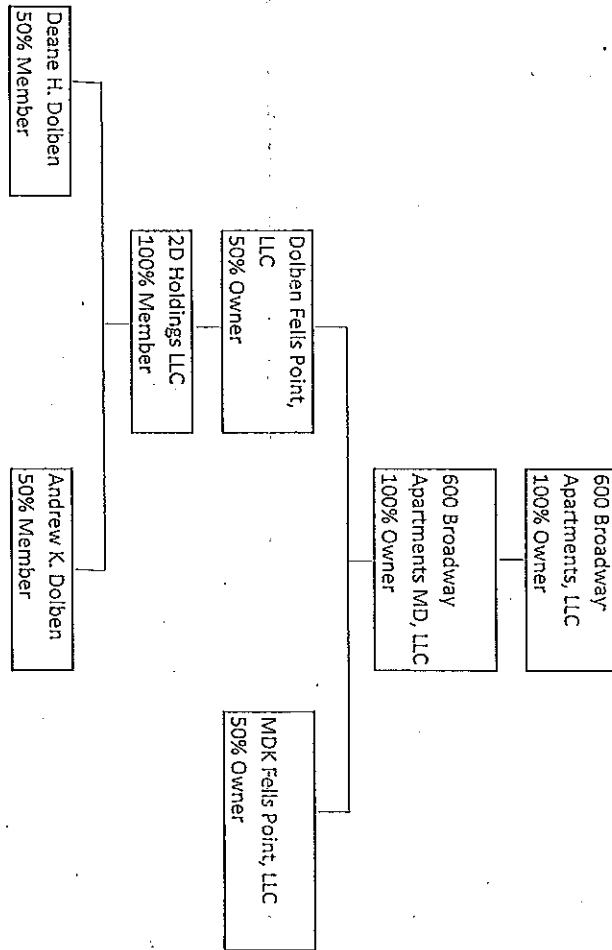 600 Broadway
Apartments, LLC
100% Owner
600 Broadway
Apartments MD, LLC
100% Owner
Dolben Fells Point,
LLC
50% Owner
MDK Fells Point, LLC
50% Owner
2D Holdings LLC
100% Member
Deane H. Dolben
50% Member
Andrew K. Dolben
50% Member